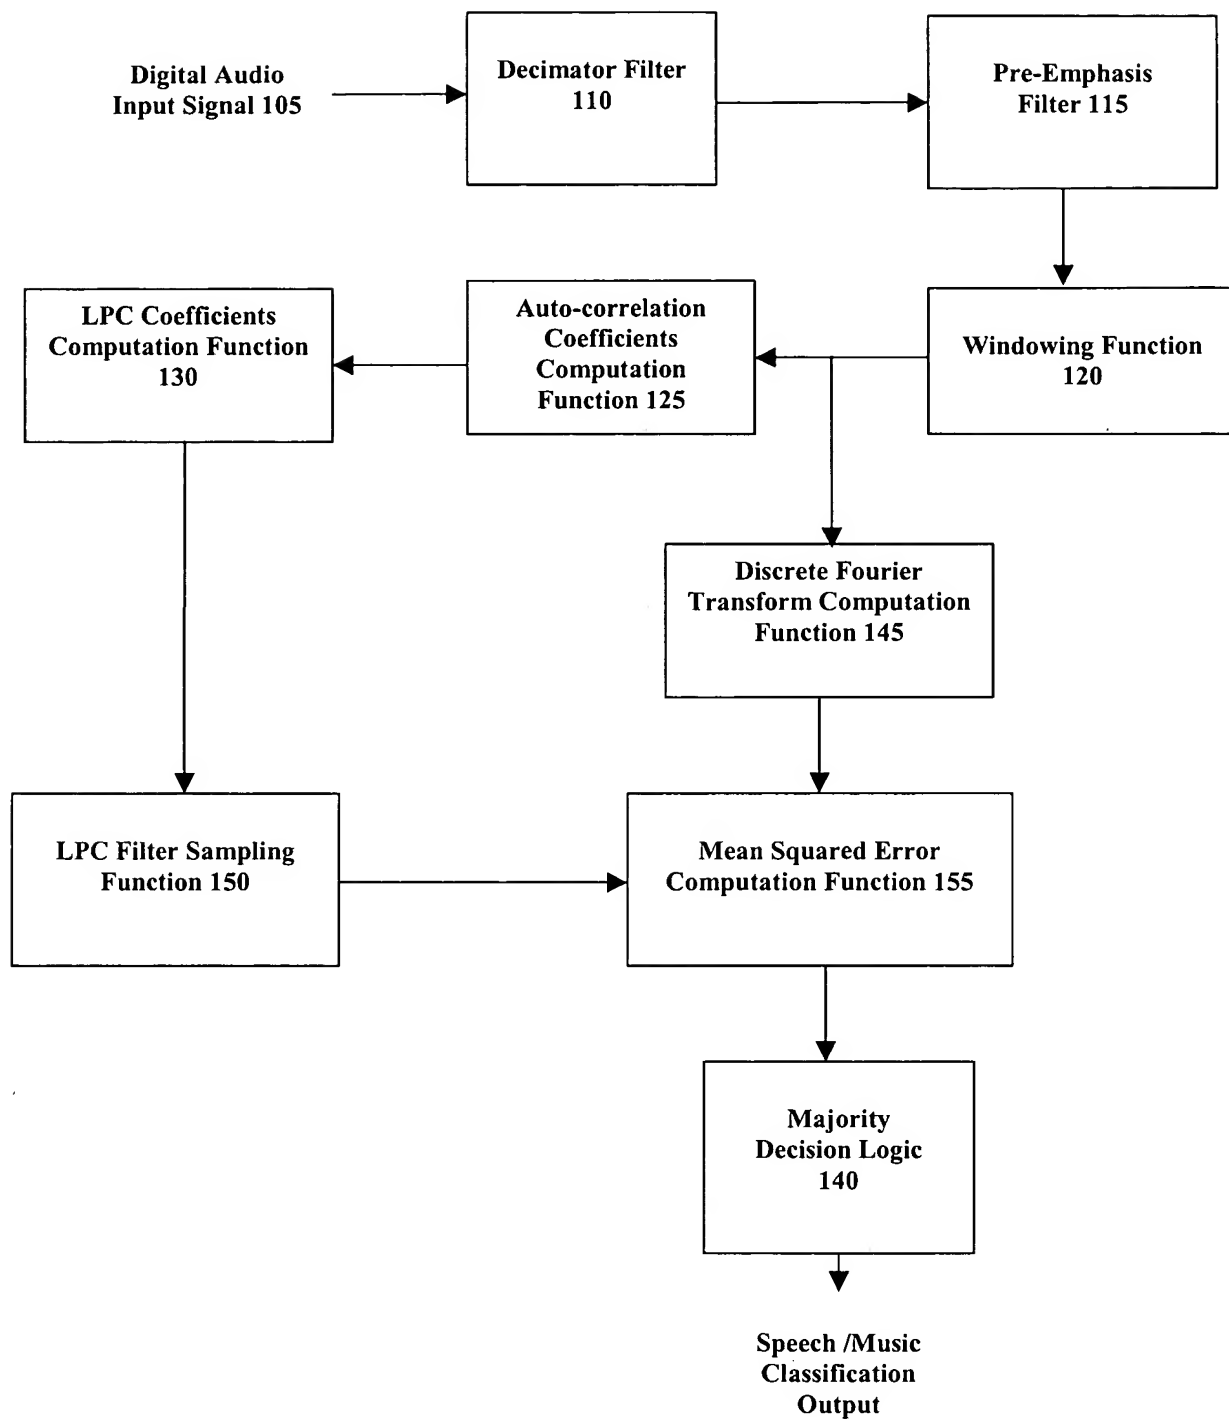 Digital Audio
Input Signal 105
Decimator Filter
110
Pre-Emphasis
Filter 115
LPC Coefficients
Computation Function
130
Auto-correlation
Coefficients
Computation
Function 125
Windowing Function
120
Discrete Fourier
Transform Computation
Function 145
LPC Filter Sampling
Function 150
Mean Squared Error
Computation Function 155
Majority
Decision Logic
140
Speech /Music
Classification
Output